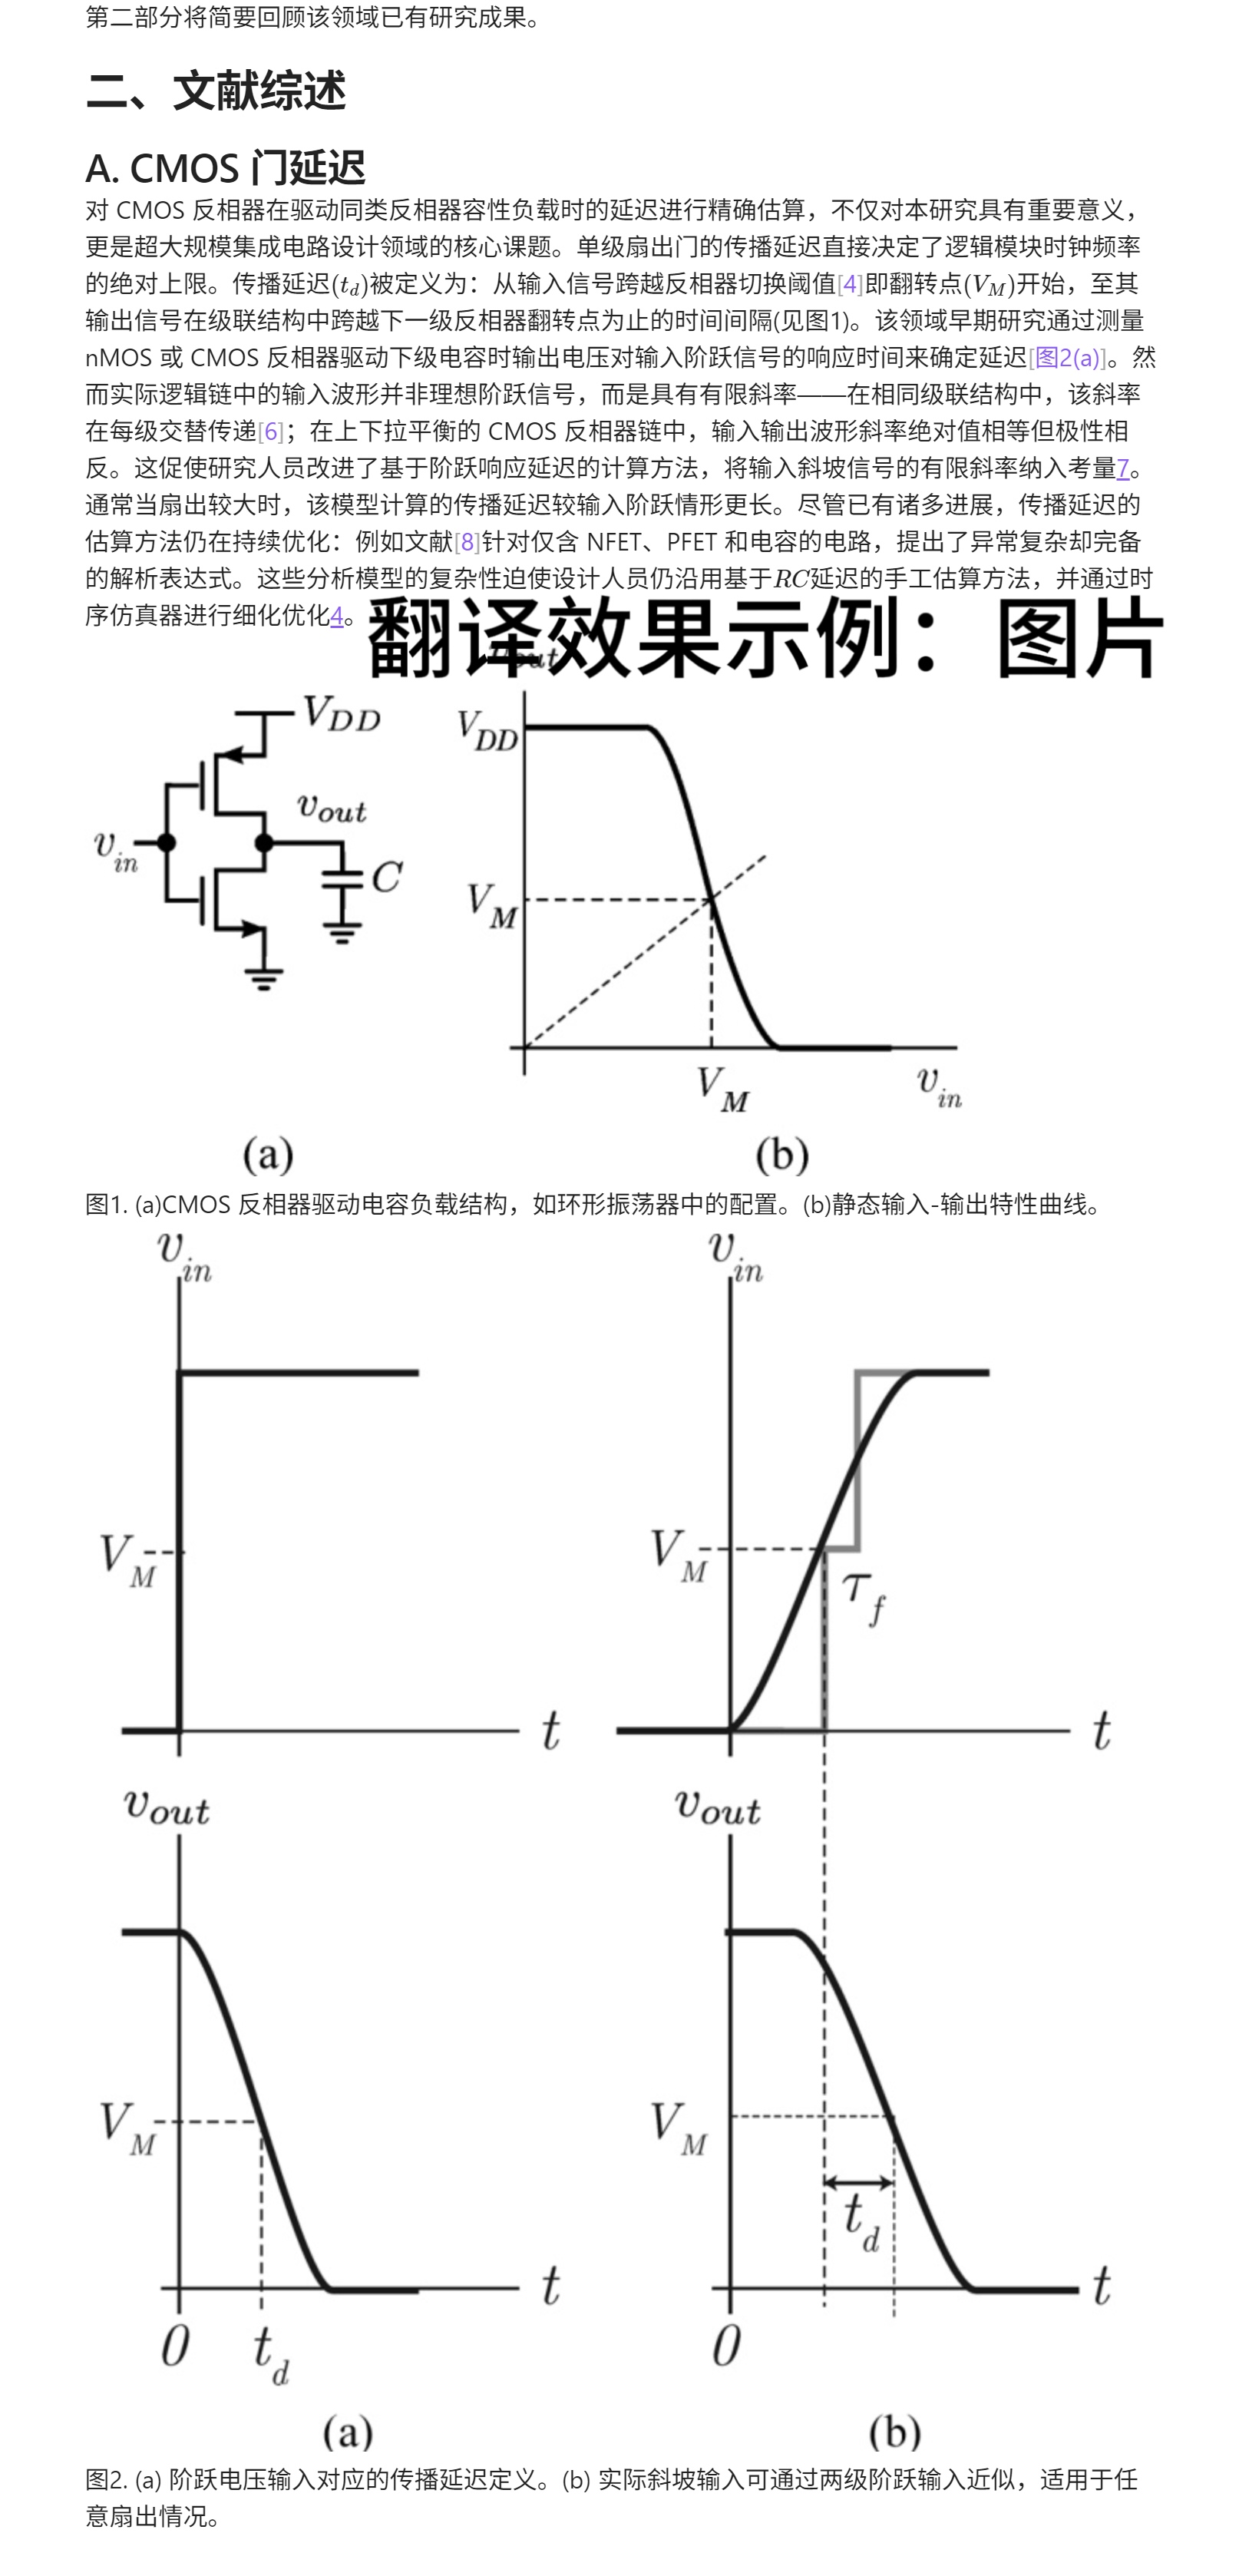 第二部分将简要回顾该领域已有研究成果。
二、文献综述
A. CMOS 门延迟
对 CMOS 反相器在驱动同类反相器容性负载时的延迟进行精确估算，不仅对本研究具有重要意义，
更是超大规模集成电路设计领域的核心课题。单级扇出门的传播延迟直接决定了逻辑模块时钟频率
的绝对上限。传播延迟(t_d)被定义为：从输入信号跨越反相器切换阈值[4]即翻转点(V_M)开始，至其
输出信号在级联结构中跨越下一级反相器翻转点为止的时间间隔(见图1)。该领域早期研究通过测量
nMOS 或 CMOS 反相器驱动下级电容时输出电压对输入阶跃信号的响应时间来确定延迟[图2(a)]。然
而实际逻辑链中的输入波形并非理想阶跃信号，而是具有有限斜率——在相同级联结构中，该斜率
在每级交替传递[6]；在上下拉平衡的 CMOS 反相器链中，输入输出波形斜率绝对值相等但极性相
反。这促使研究人员改进了基于阶跃响应延迟的计算方法，将输入斜坡信号的有限斜率纳入考量7。
通常当扇出较大时，该模型计算的传播延迟较输入阶跃情形更长。尽管已有诸多进展，传播延迟的
估算方法仍在持续优化：例如文献[8]针对仅含 NFET、PFET 和电容的电路，提出了异常复杂却完备
的解析表达式。这些分析模型的复杂性迫使设计人员仍沿用基于RC延迟的手工估算方法，并通过时
序仿真器进行细化优化4。
翻译效果示例：图片
V_DD
v_out
v_in
C
(a)
v_out
V_DD
V_M
V_M
v_in
(b)
图1. (a)CMOS 反相器驱动电容负载结构，如环形振荡器中的配置。(b)静态输入-输出特性曲线。
v_in
V_M
t
v_out
V_M
t
0
t_d
(a)
v_in
V_M
τ_f
t
v_out
V_M
t_d
t
0
(b)
图2. (a) 阶跃电压输入对应的传播延迟定义。(b) 实际斜坡输入可通过两级阶跃输入近似，适用于任
意扇出情况。